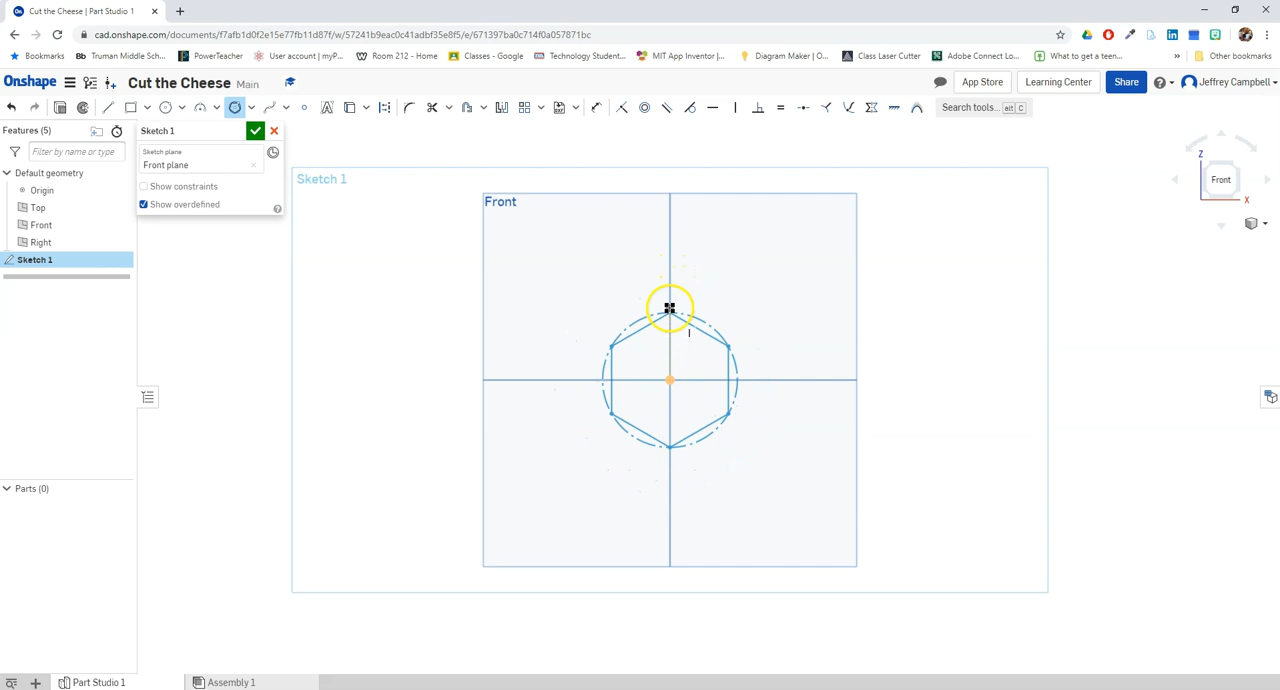 Cut the Cheese | Part Studio 1
cad.onshape.com/documents/f7afb1d0f2e15e77fb11d87f/w/57241b9eac0c41adbf35e8f5/e/671397ba0c714f0a057871bc
Bookmarks
Truman Middle Sch...
PowerTeacher
User account | myP...
Room 212 - Home
Classes - Google
Technology Student...
MIT App Inventor |...
Diagram Maker | O...
Class Laser Cutter
Adobe Connect Lo...
What to get a teen...
Other bookmarks
Onshape
Cut the Cheese Main
App Store
Learning Center
Share
Jeffrey Campbell
Search tools... alt C
Features (5)
Filter by name or type
Default geometry
Origin
Top
Front
Right
Sketch 1
Parts (0)
Sketch 1
Sketch plane
Front plane
Show constraints
Show overdefined
Sketch 1
Front
Z
Front
X
Part Studio 1
Assembly 1